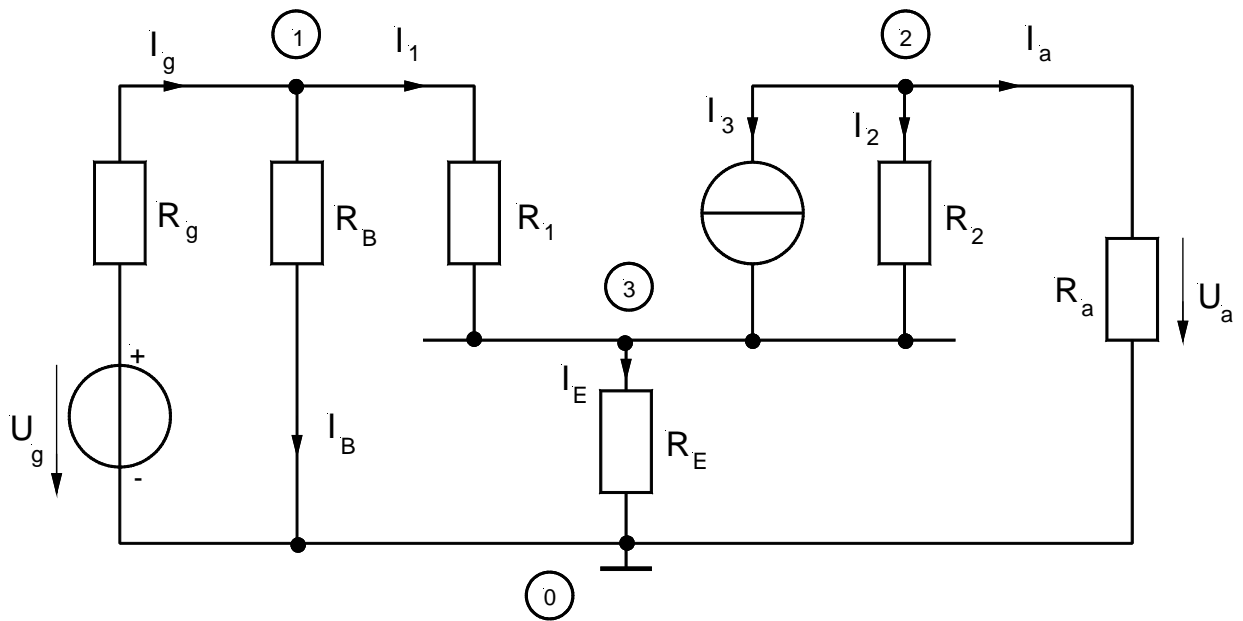 1
2
I_g
I_1
I_3
I_2
I_a
R_g
R_B
R_1
R_2
3
R_a
U_a
+
I_E
U_g
I_B
R_E
-
0